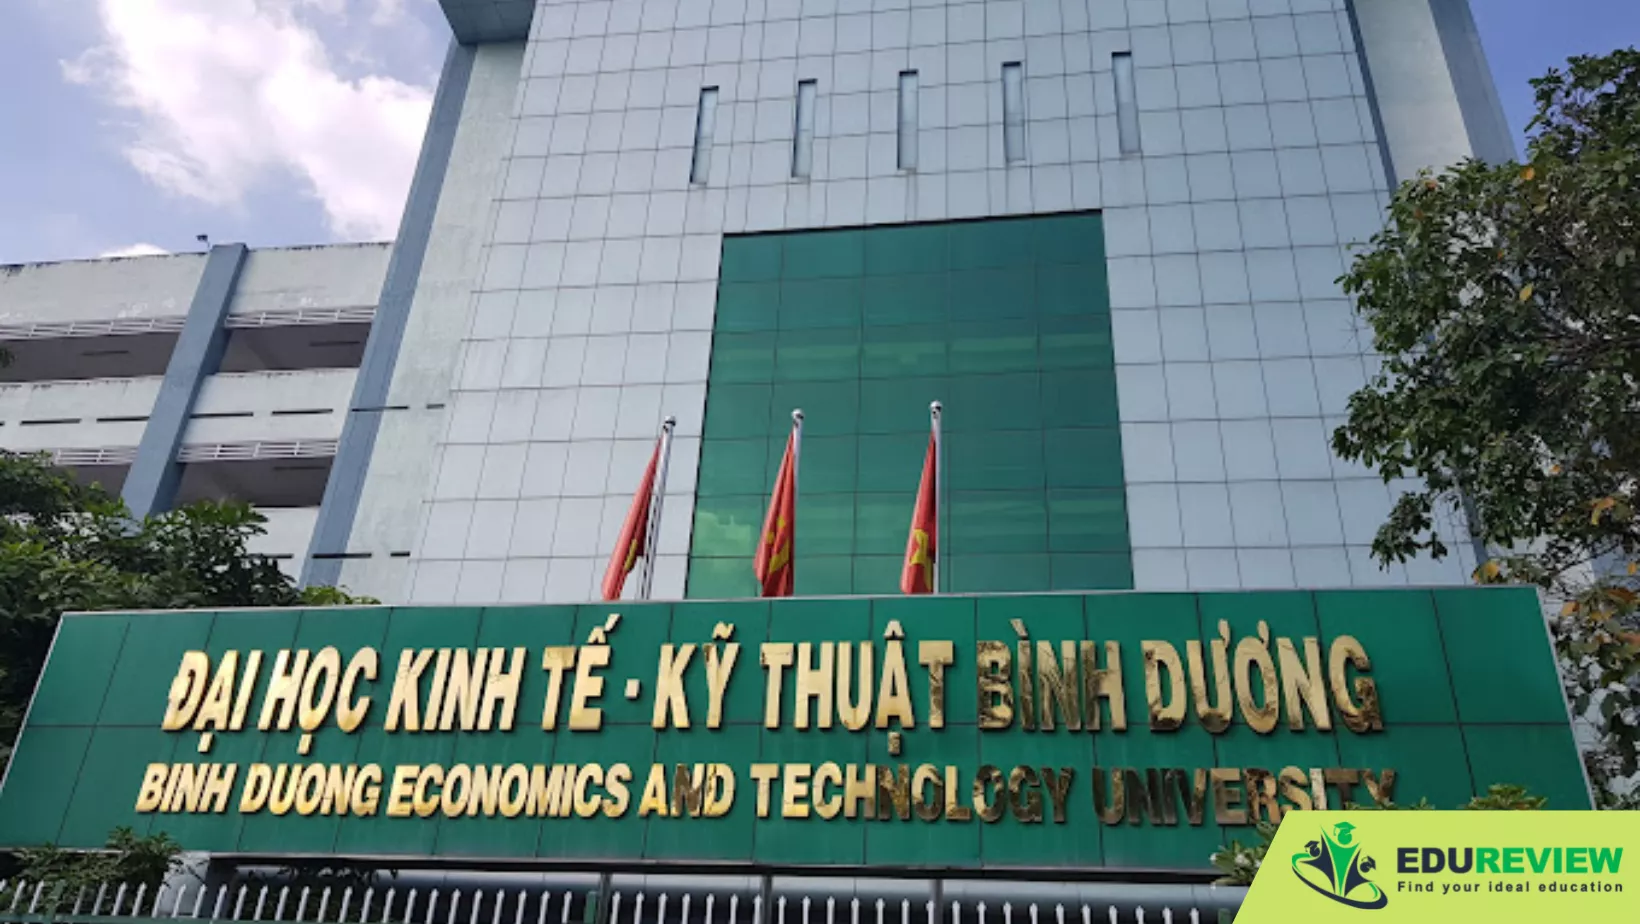 ĐẠI HỌC KINH TẾ - KỸ THUẬT BÌNH DƯƠNG
BINH DUONG ECONOMICS AND TECHNOLOGY UNIVERSITY
EDUREVIEW
Find your ideal education